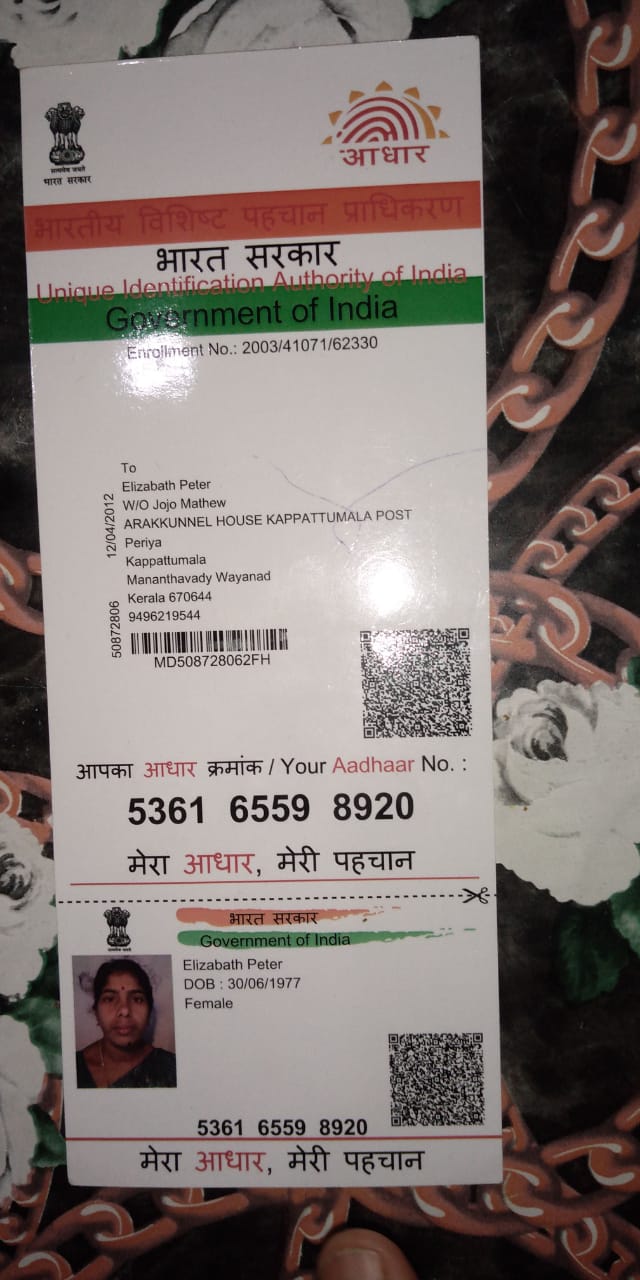 सत्यमेव जयते
भारत सरकार
आधार
भारतीय विशिष्ट पहचान प्राधिकरण
भारत सरकार
Unique Identification Authority of India
Government of India
Enrollment No.: 2003/41071/62330
To
Elizabath Peter
W/O Jojo Mathew
ARAKKUNNEL HOUSE KAPPATTUMALA POST
Periya
Kappattumala
Mananthavady Wayanad
Kerala 670644
9496219544
12/04/2012
50872806
MD508728062FH
आपका आधार क्रमांक / Your Aadhaar No. :
5361 6559 8920
मेरा आधार, मेरी पहचान
भारत सरकार
Government of India
Elizabath Peter
DOB : 30/06/1977
Female
5361 6559 8920
मेरा आधार, मेरी पहचान